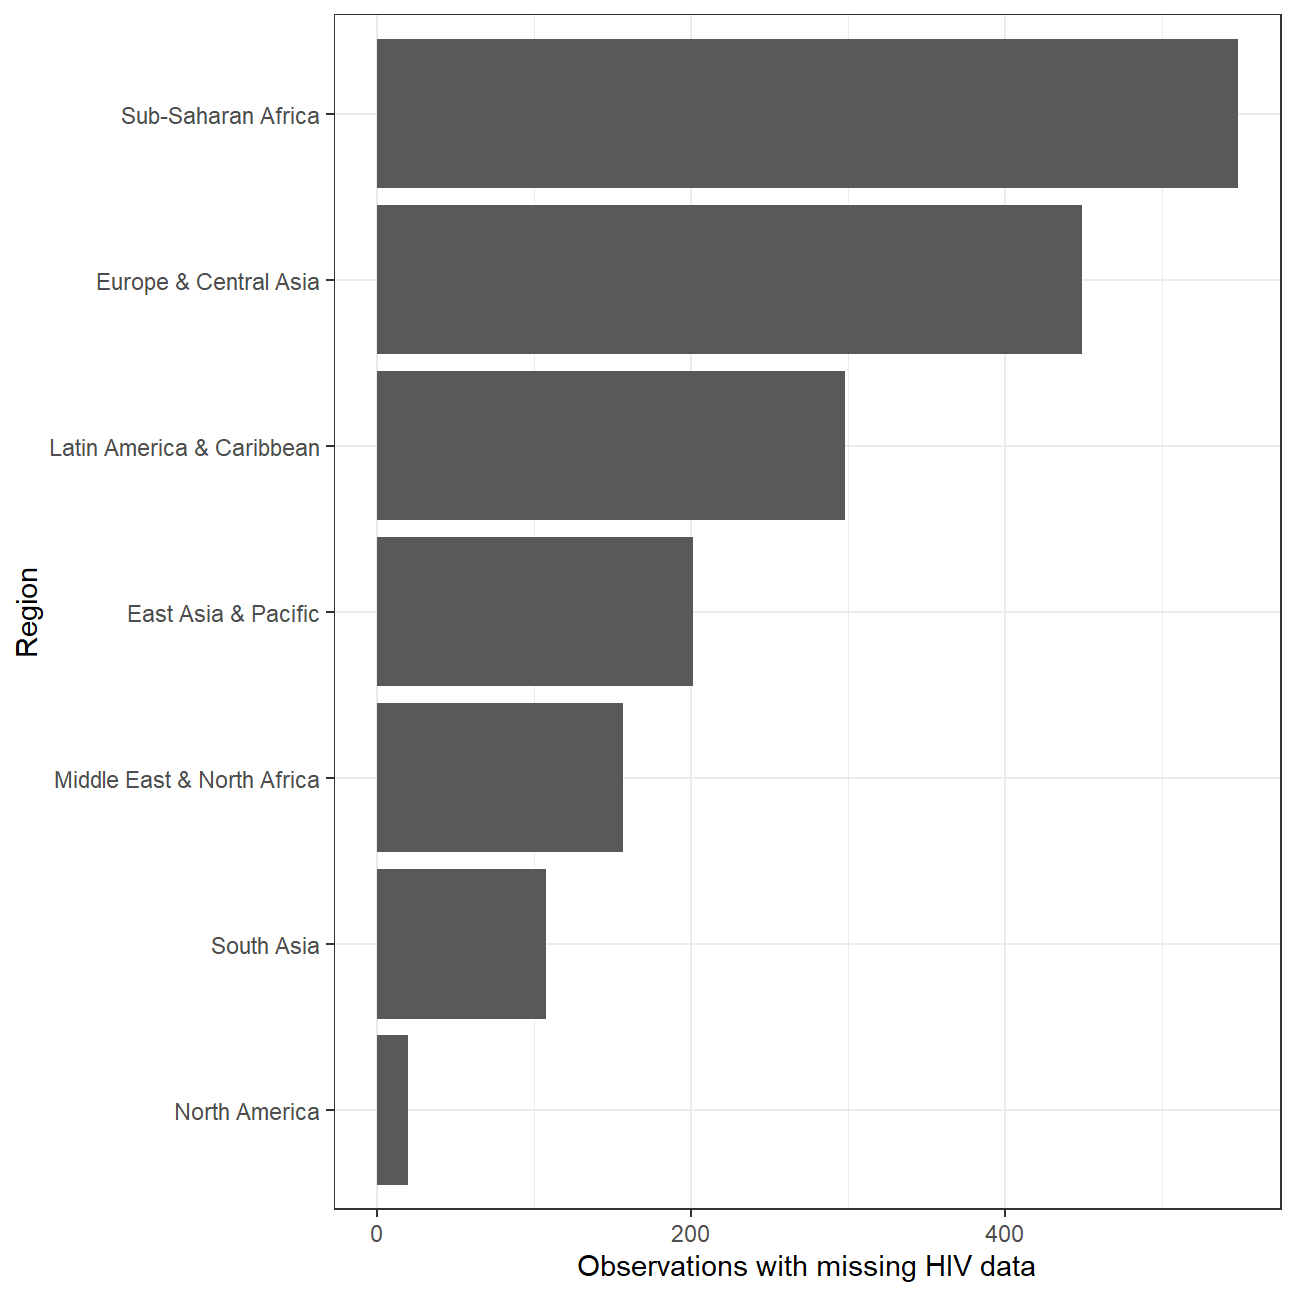 Sub-Saharan Africa
Europe & Central Asia
Latin America & Caribbean
East Asia & Pacific
Middle East & North Africa
South Asia
North America
Region
0 200 400
Observations with missing HIV data